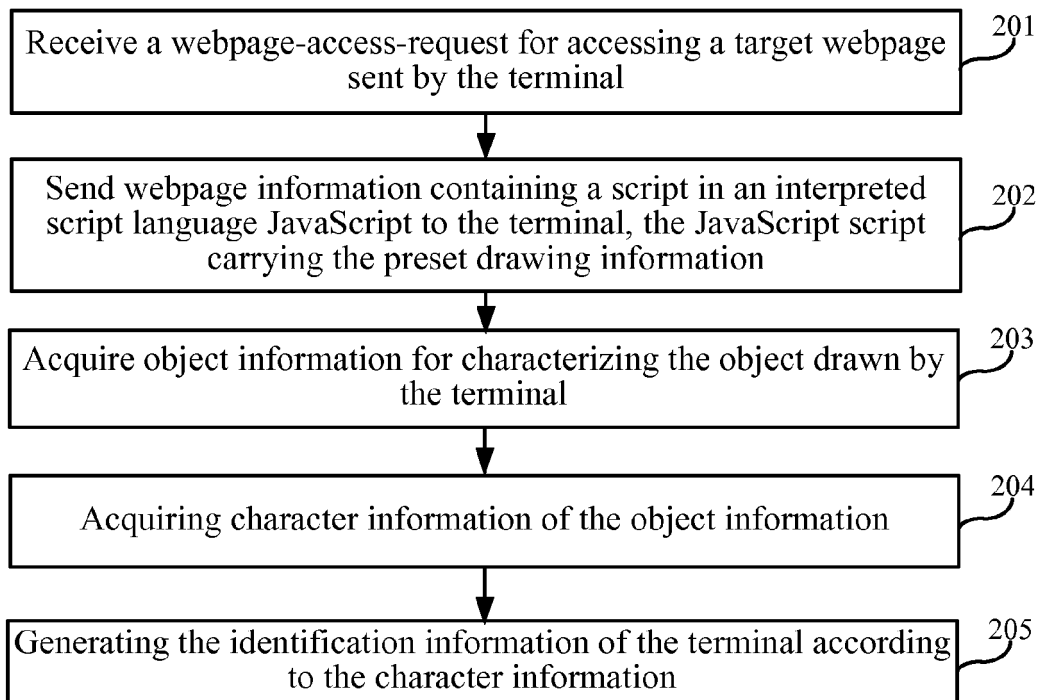 Receive a webpage-access-request for accessing a target webpage
sent by the terminal
201
Send webpage information containing a script in an interpreted
script language JavaScript to the terminal, the JavaScript script
carrying the preset drawing information
202
Acquire object information for characterizing the object drawn by
the terminal
203
Acquiring character information of the object information
204
Generating the identification information of the terminal according
to the character information
205